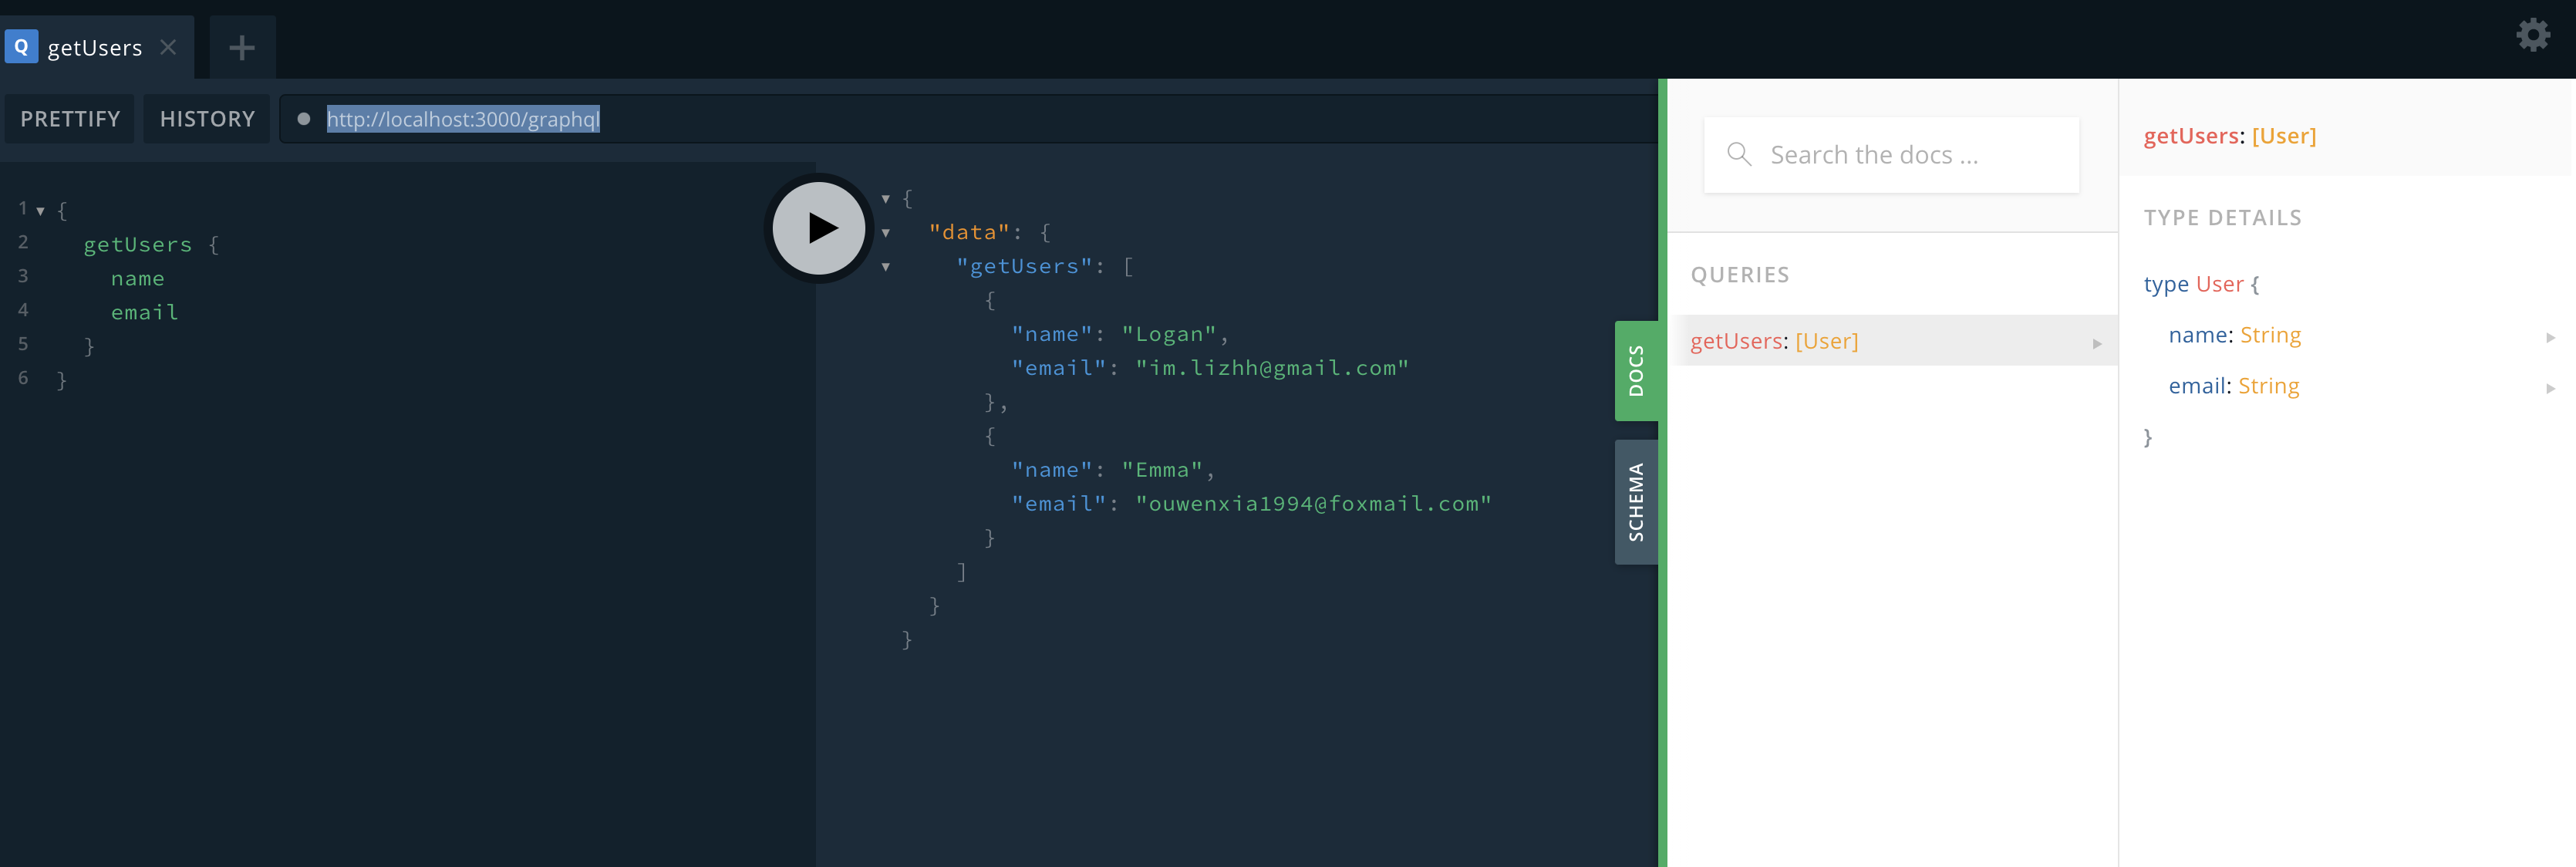 Q getUsers
PRETTIFY
HISTORY
http://localhost:3000/graphql
1 {
2 getUsers {
3 name
4 email
5 }
6 }
{
"data": {
"getUsers": [
{
"name": "Logan",
"email": "im.lizhh@gmail.com"
},
{
"name": "Emma",
"email": "ouwenxia1994@foxmail.com"
}
]
}
}
DOCS
SCHEMA
Search the docs ...
QUERIES
getUsers: [User]
getUsers: [User]
TYPE DETAILS
type User {
name: String
email: String
}